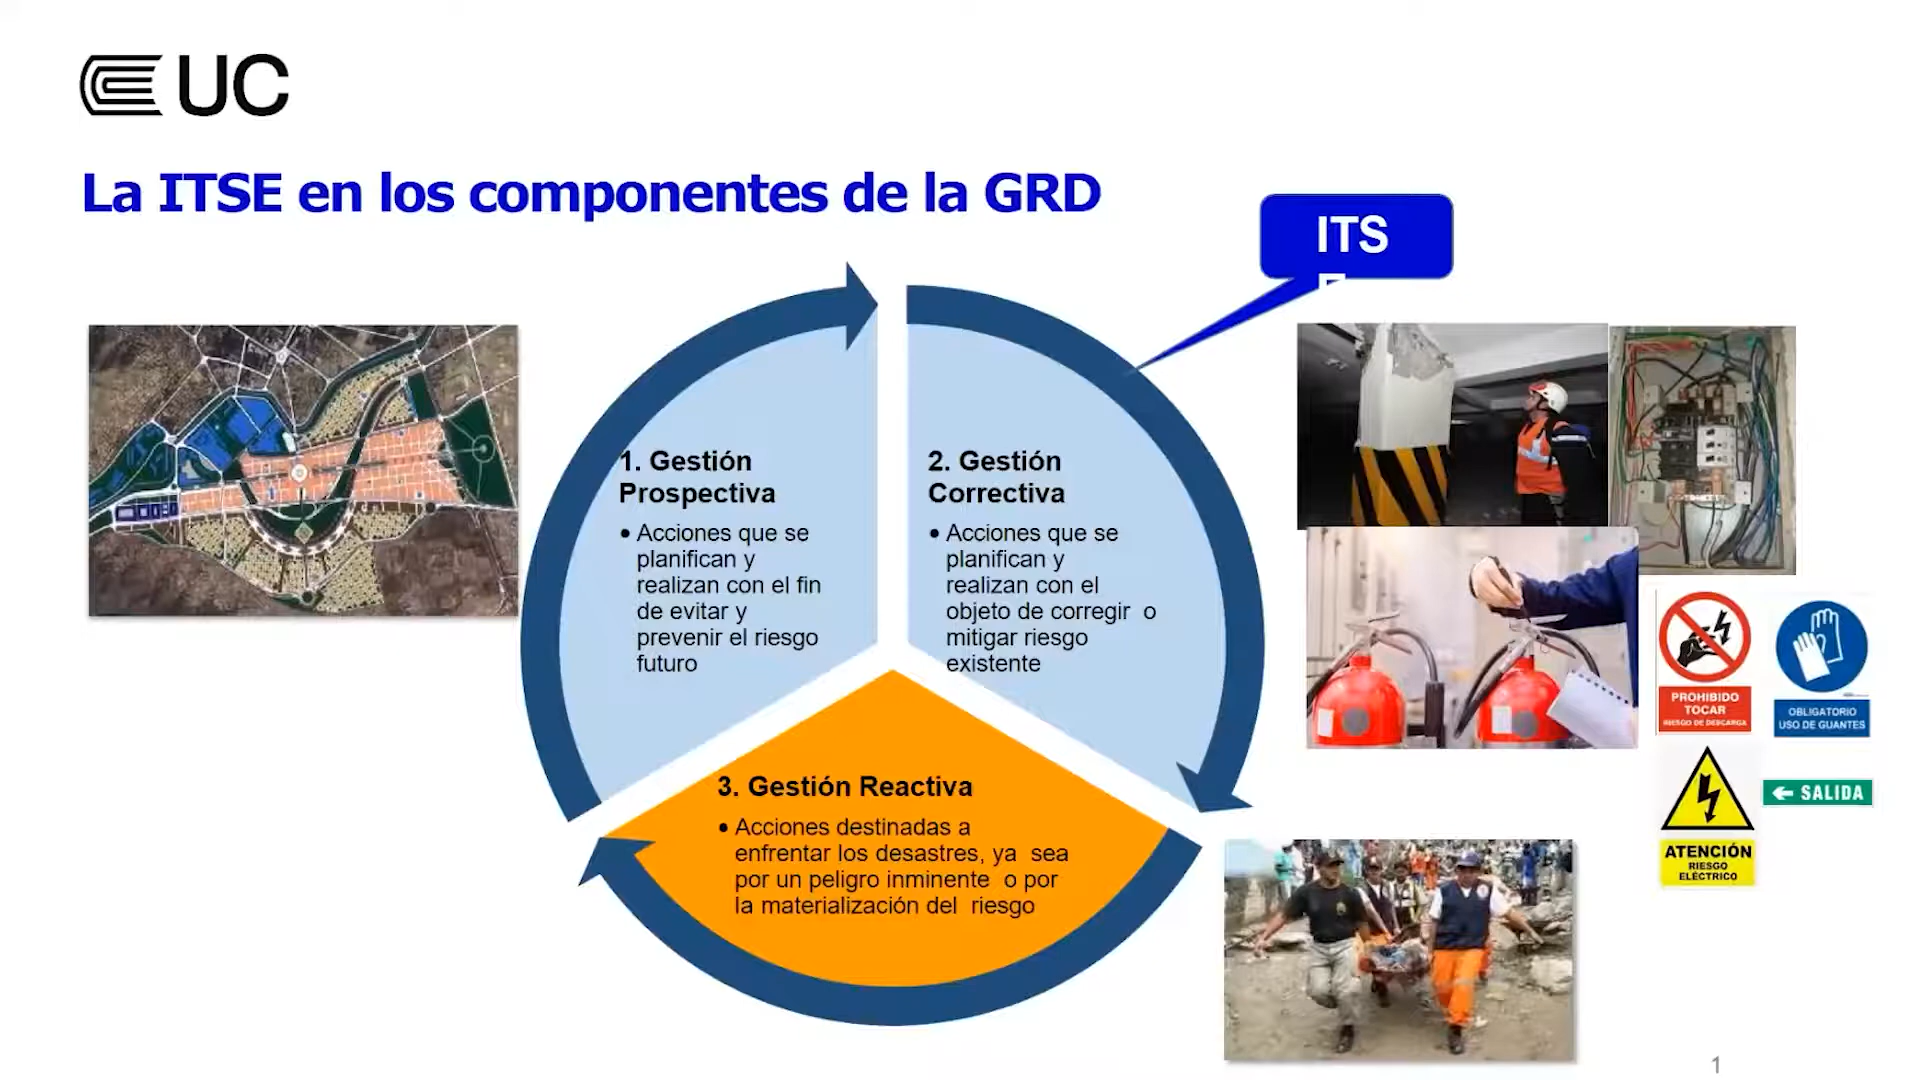 UC
La ITSE en los componentes de la GRD
ITS
E
1. Gestión
Prospectiva
• Acciones que se
planifican y
realizan con el fin
de evitar y
prevenir el riesgo
futuro
2. Gestión
Correctiva
• Acciones que se
planifican y
realizan con el
objeto de corregir o
mitigar riesgo
existente
3. Gestión Reactiva
• Acciones destinadas a
enfrentar los desastres, ya sea
por un peligro inminente o por
la materialización del riesgo
PROHIBIDO
TOCAR
RIESGO DE DESCARGA
OBLIGATORIO
USO DE GUANTES
SALIDA
ATENCIÓN
RIESGO
ELÉCTRICO
1